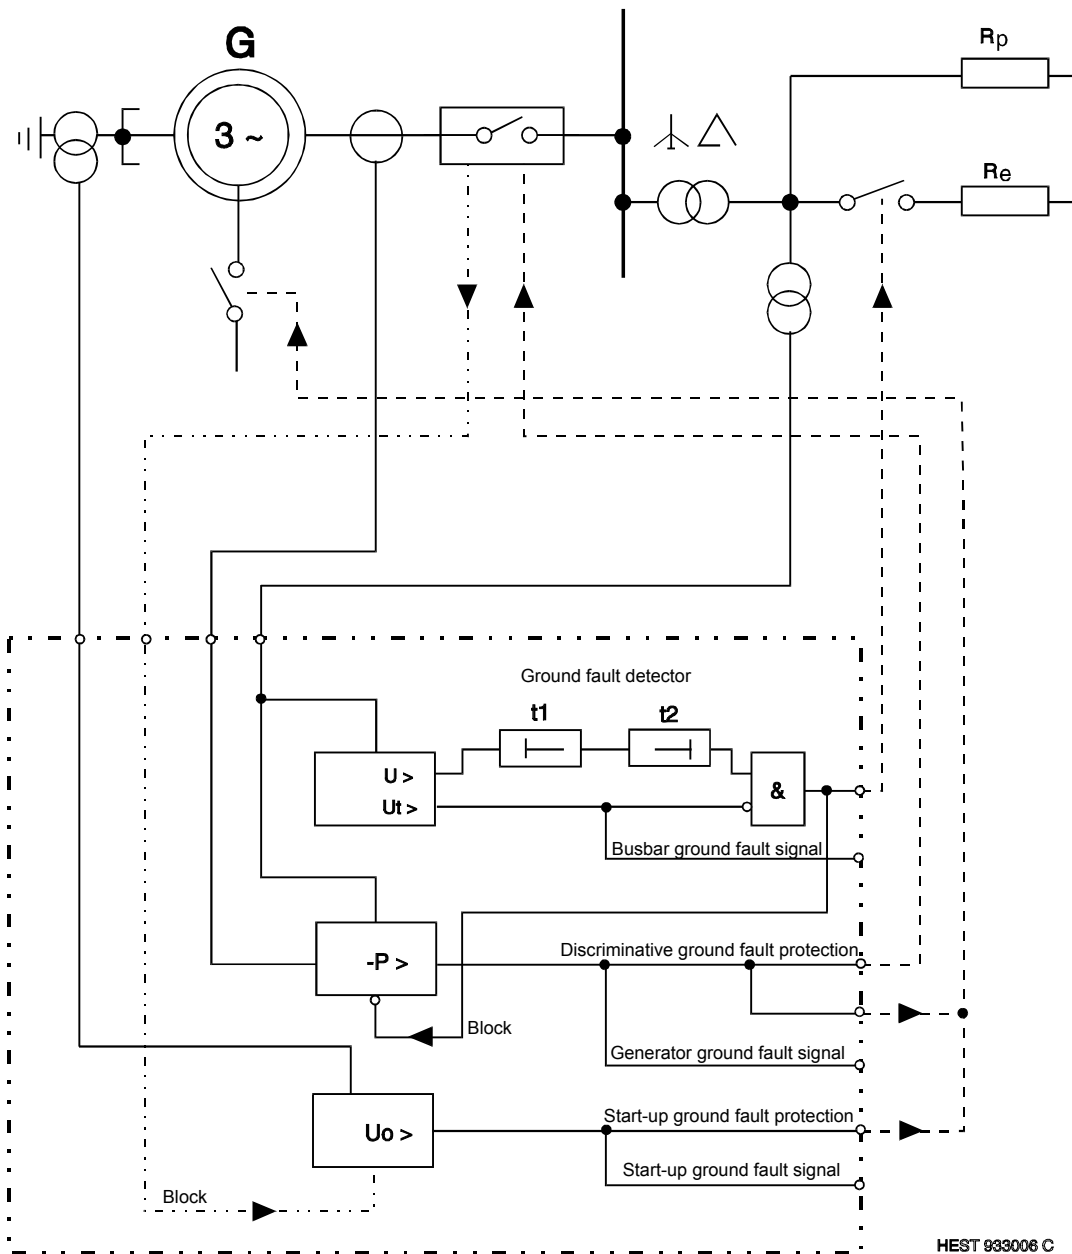 G
Rp
3 ~
Re
Ground fault detector
t1
t2
U >
Ut >
&
Busbar ground fault signal
Discriminative ground fault protection
-P >
Block
Generator ground fault signal
Start-up ground fault protection
Uo >
Start-up ground fault signal
Block
HEST 933006 C